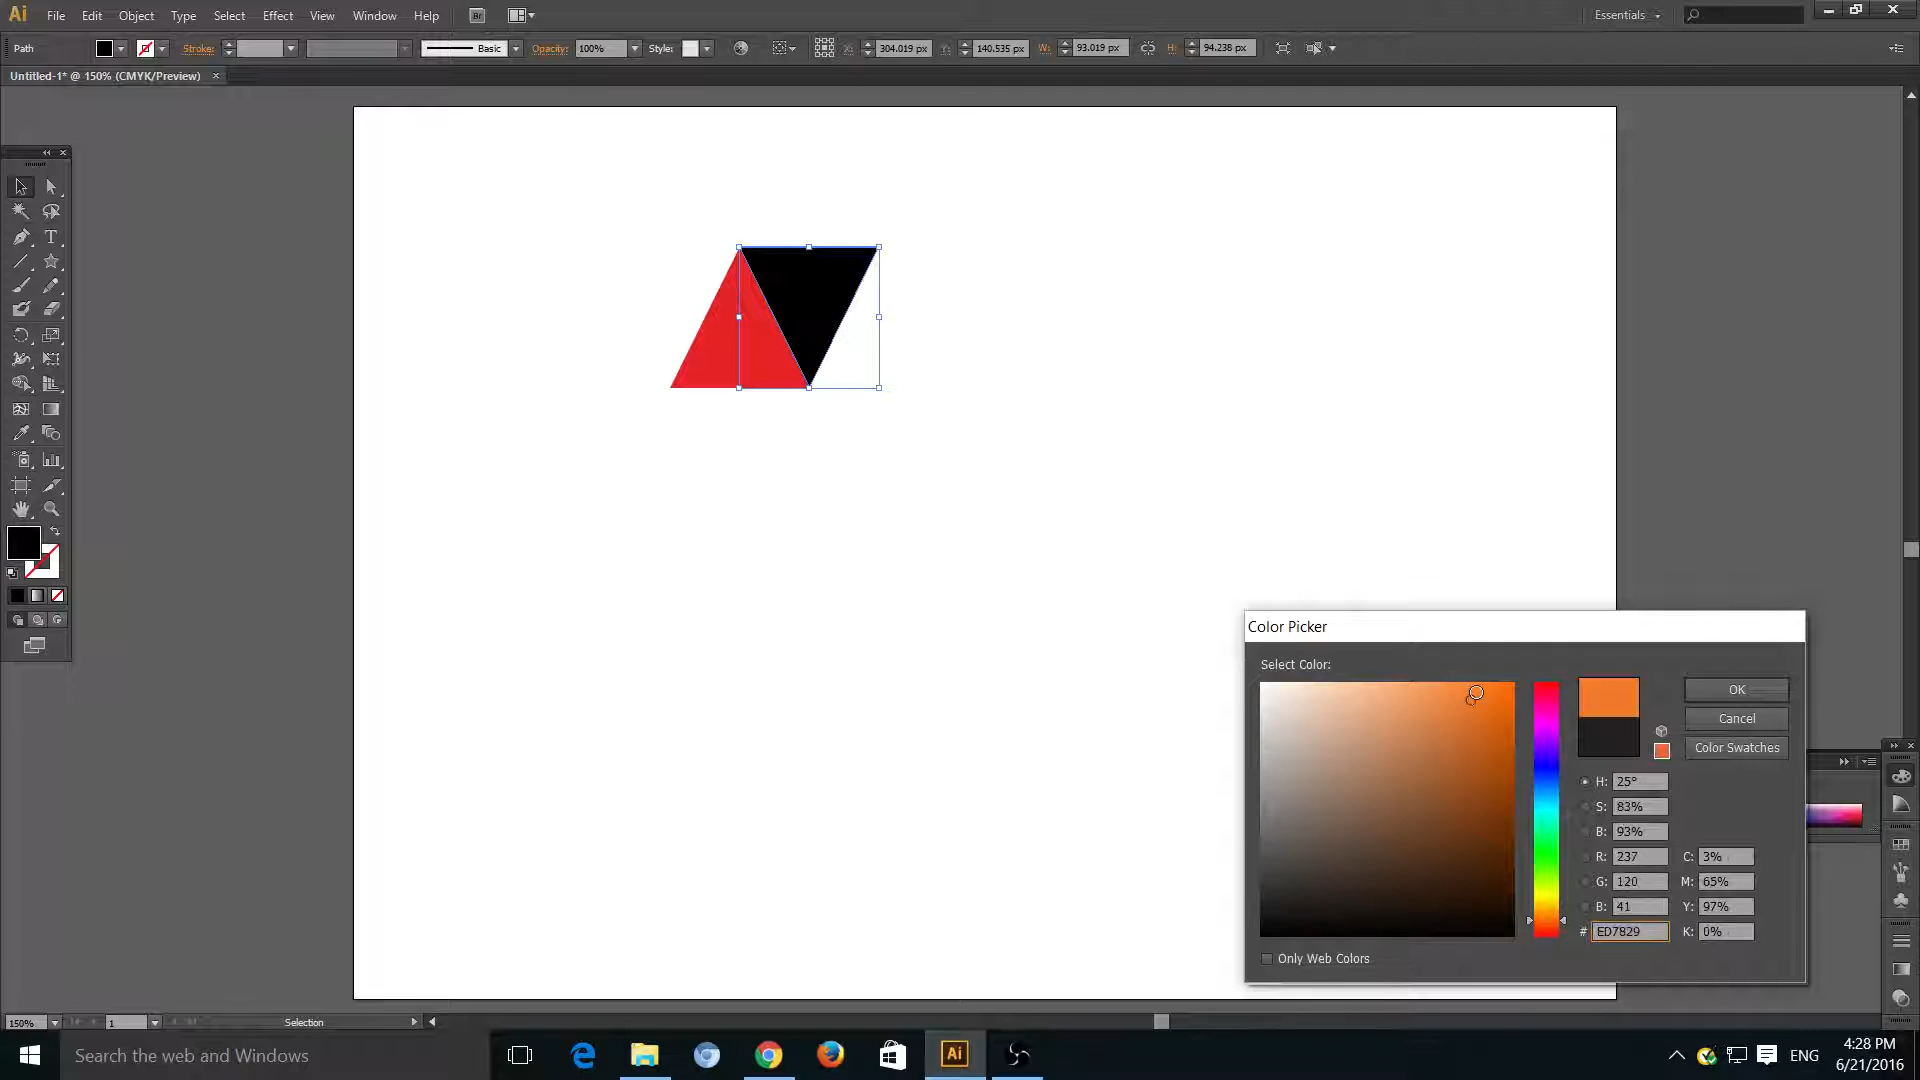 Ai File Edit Object Type Select Effect View Window Help Br Essentials
Path Stroke: Basic Opacity: 100% Style: X: 304.019 px Y: 140.535 px W: 93.019 px H: 94.238 px
Untitled-1* @ 150% (CMYK/Preview) ×
T
Color Picker
Select Color:
OK
Cancel
Color Swatches
H: 25°
S: 83%
B: 93%
R: 237 C: 3%
G: 120 M: 65%
B: 41 Y: 97%
# ED7829 K: 0%
Only Web Colors
150% 1 Selection
Search the web and Windows
Ai
ENG
4:28 PM
6/21/2016